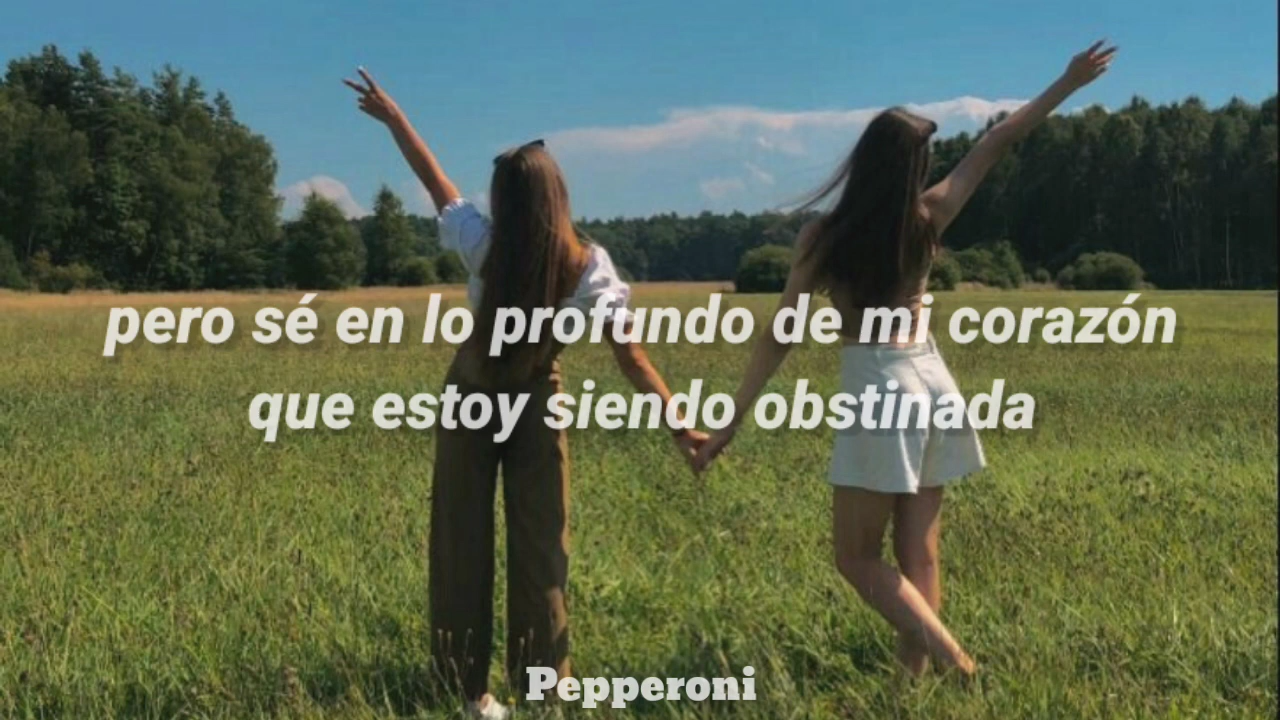 pero sé en lo profundo de mi corazón
que estoy siendo obstinada
Pepperoni